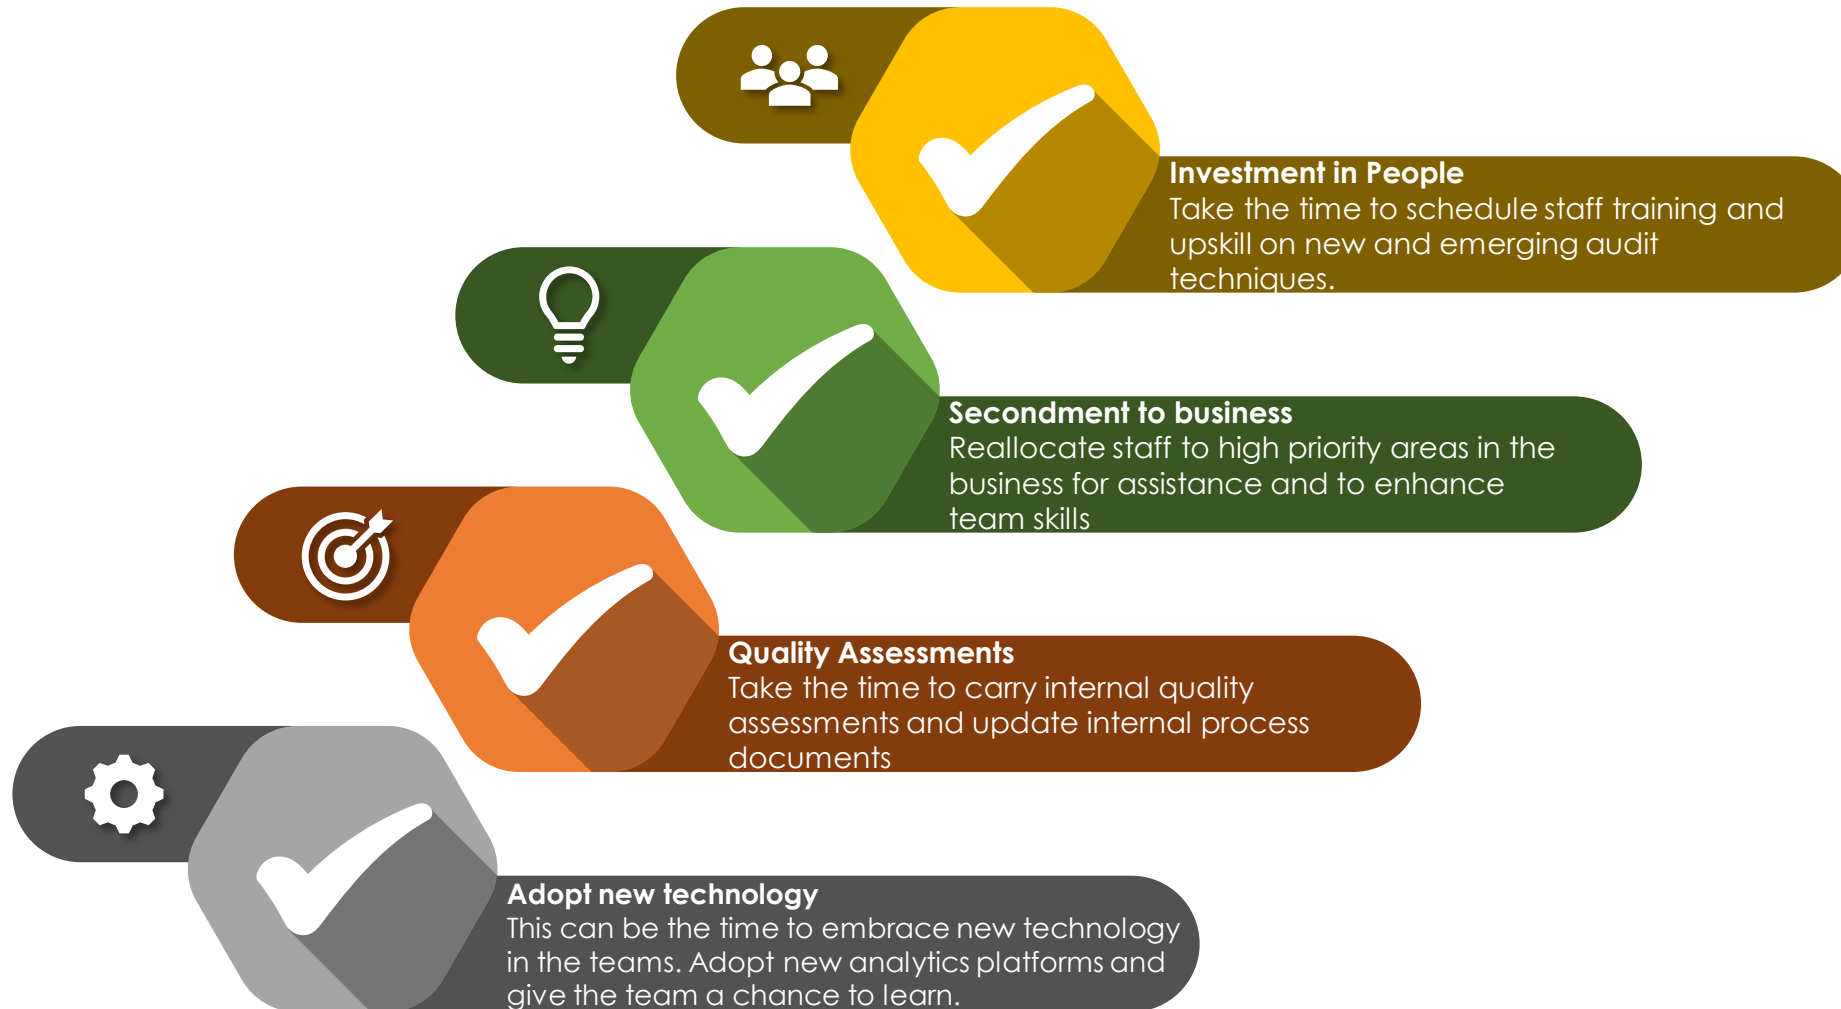 Investment in People
Take the time to schedule staff training and
upskill on new and emerging audit
techniques.
Secondment to business
Reallocate staff to high priority areas in the
business for assistance and to enhance
team skills
Quality Assessments
Take the time to carry internal quality
assessments and update internal process
documents
Adopt new technology
This can be the time to embrace new technology
in the teams. Adopt new analytics platforms and
give the team a chance to learn.